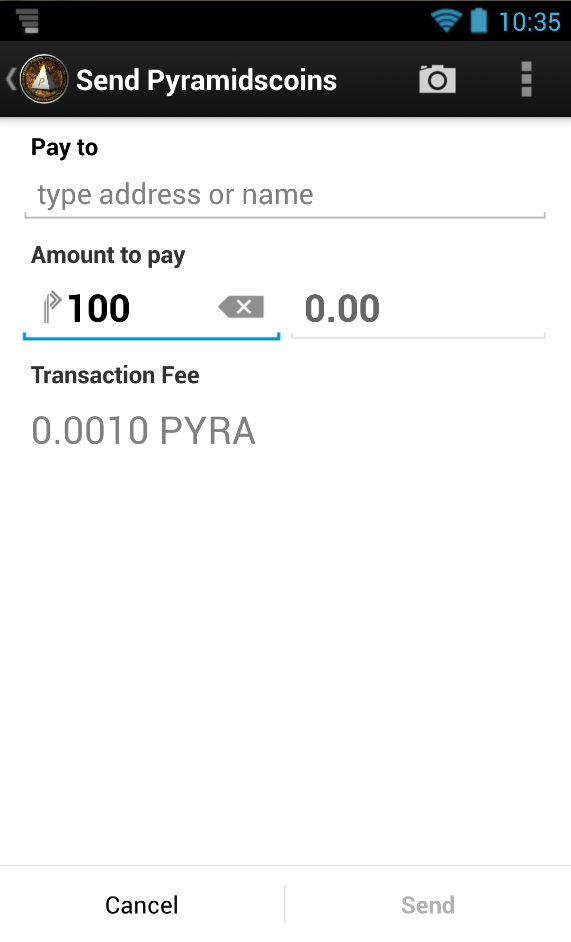 10:35
Send Pyramidscoins
Pay to
type address or name
Amount to pay
100 0.00
Transaction Fee
0.0010 PYRA
Cancel Send